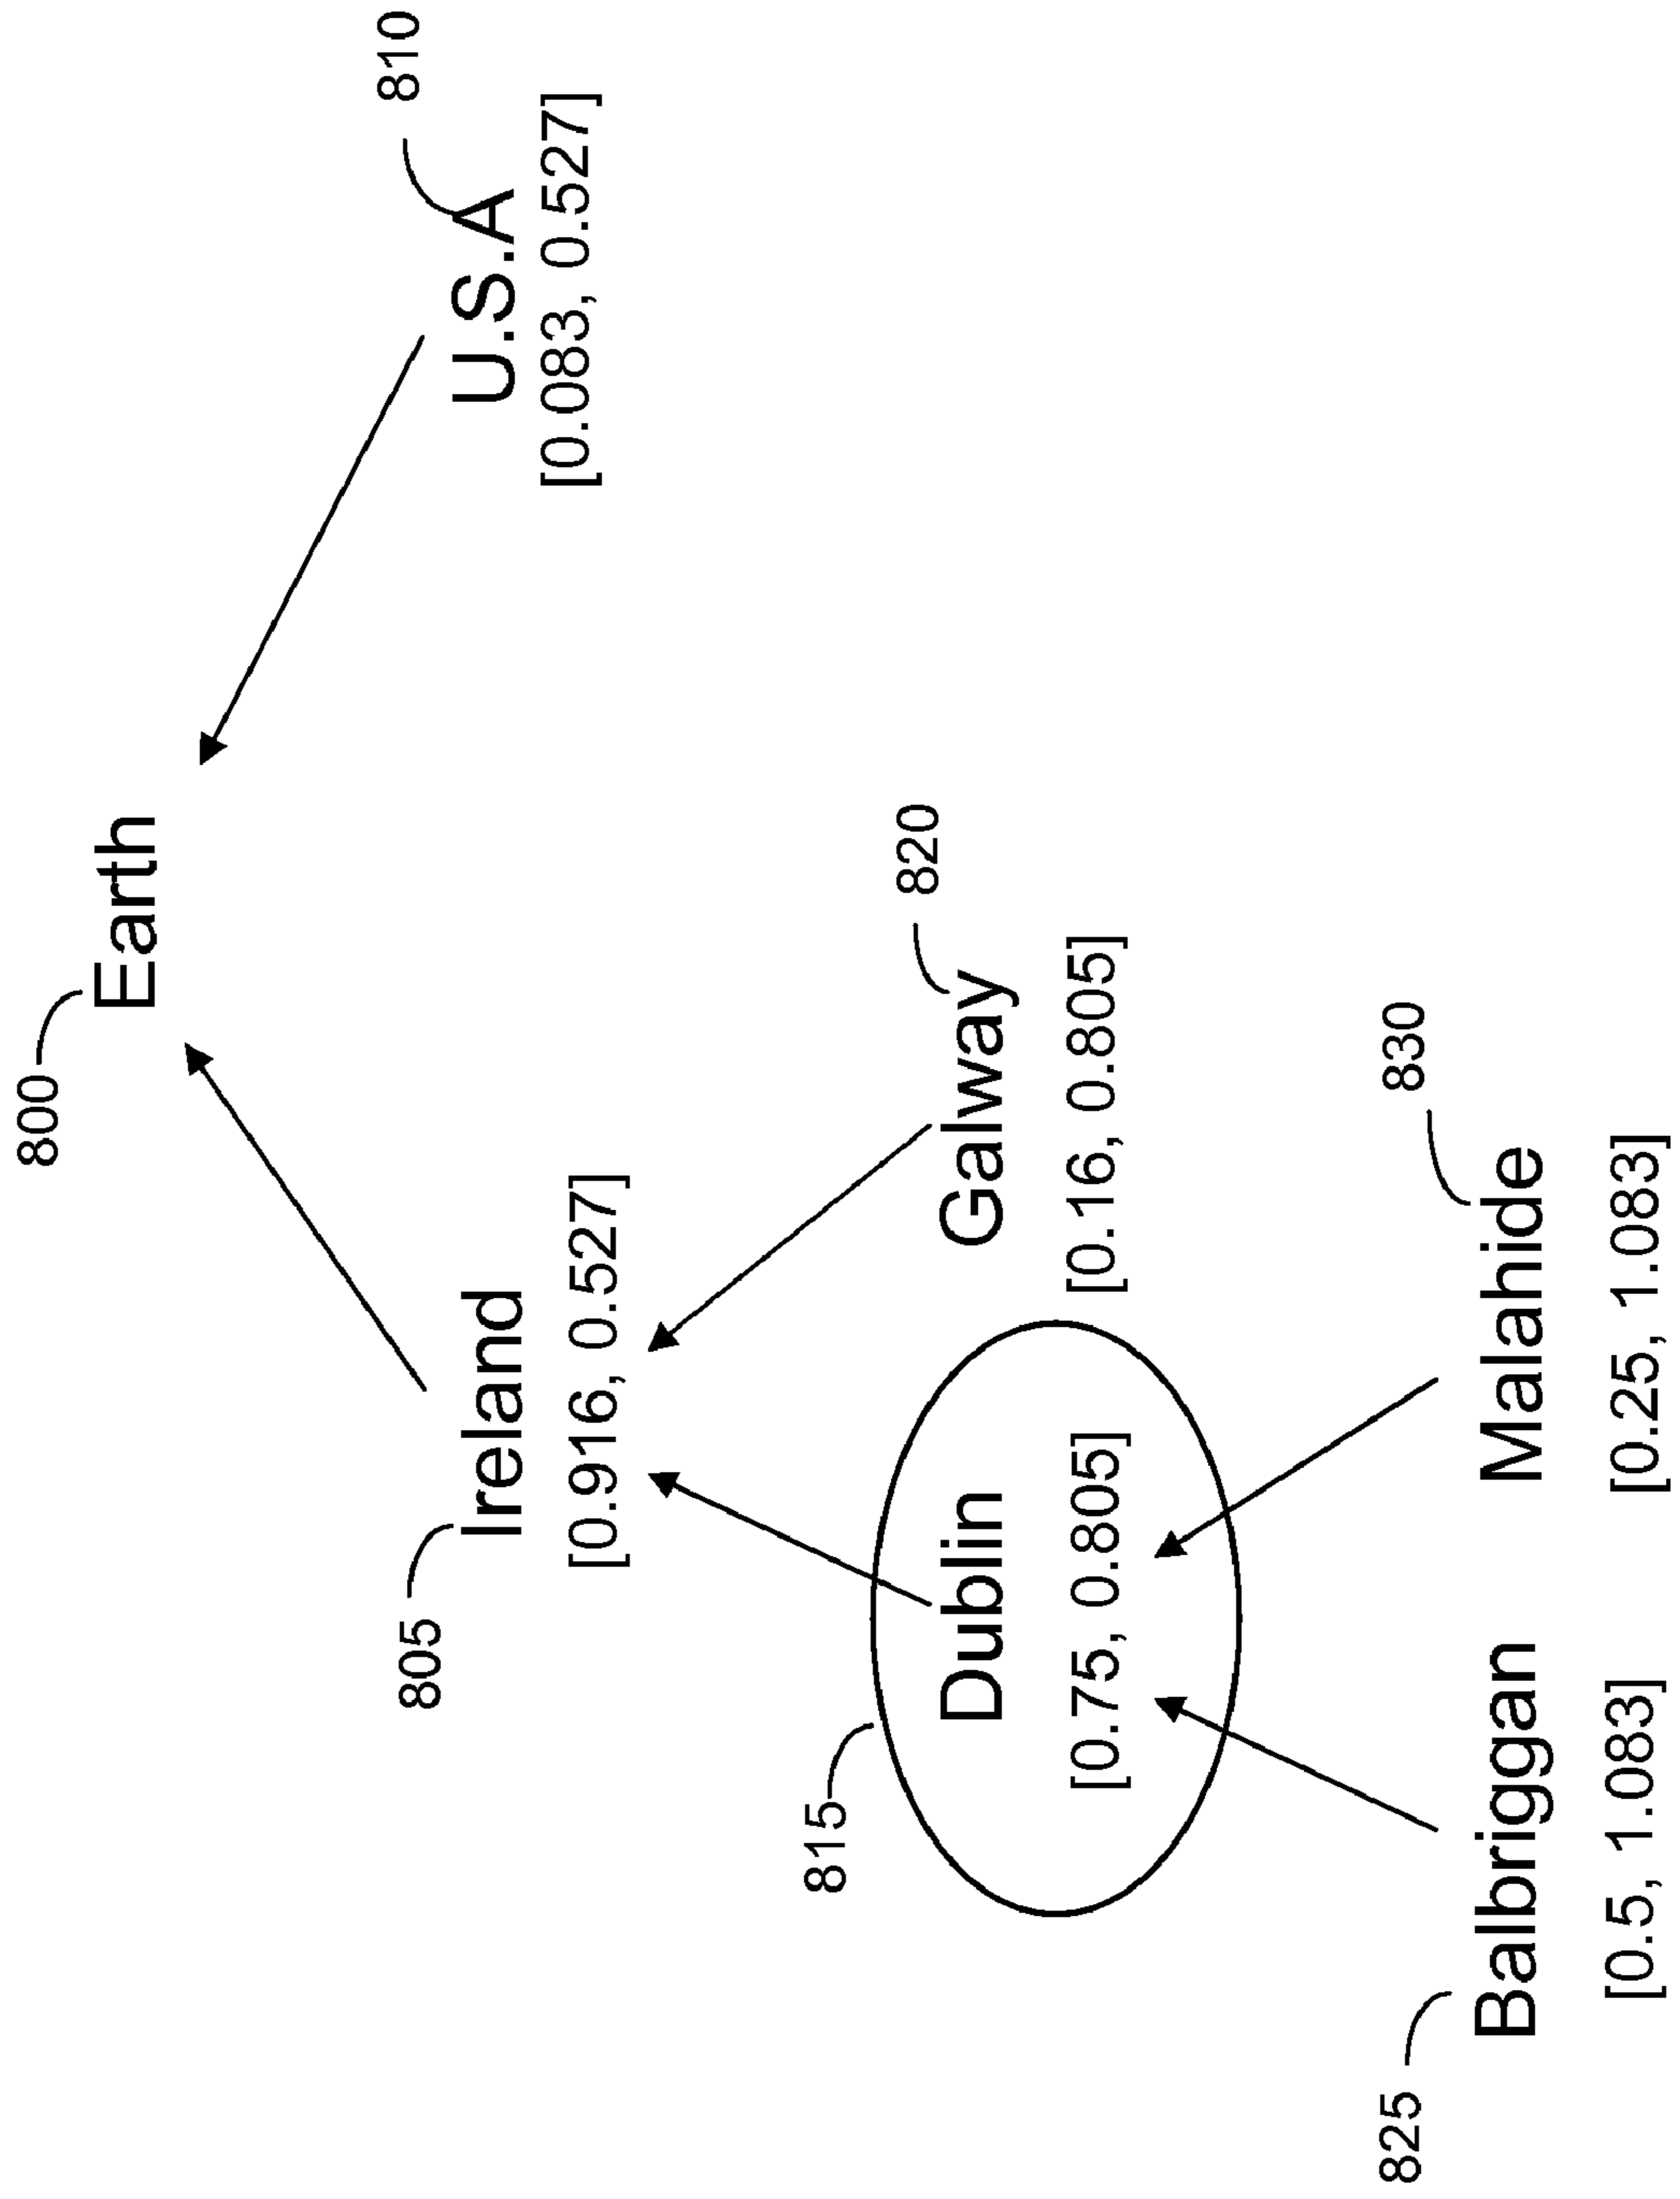 800
Earth
810
U.S.A
[0.083, 0.527]
805
Ireland
[0.916, 0.527]
815
Dublin
[0.75, 0.805]
820
Galway
[0.16, 0.805]
825
Balbriggan
[0.5, 1.083]
830
Malahide
[0.25, 1.083]